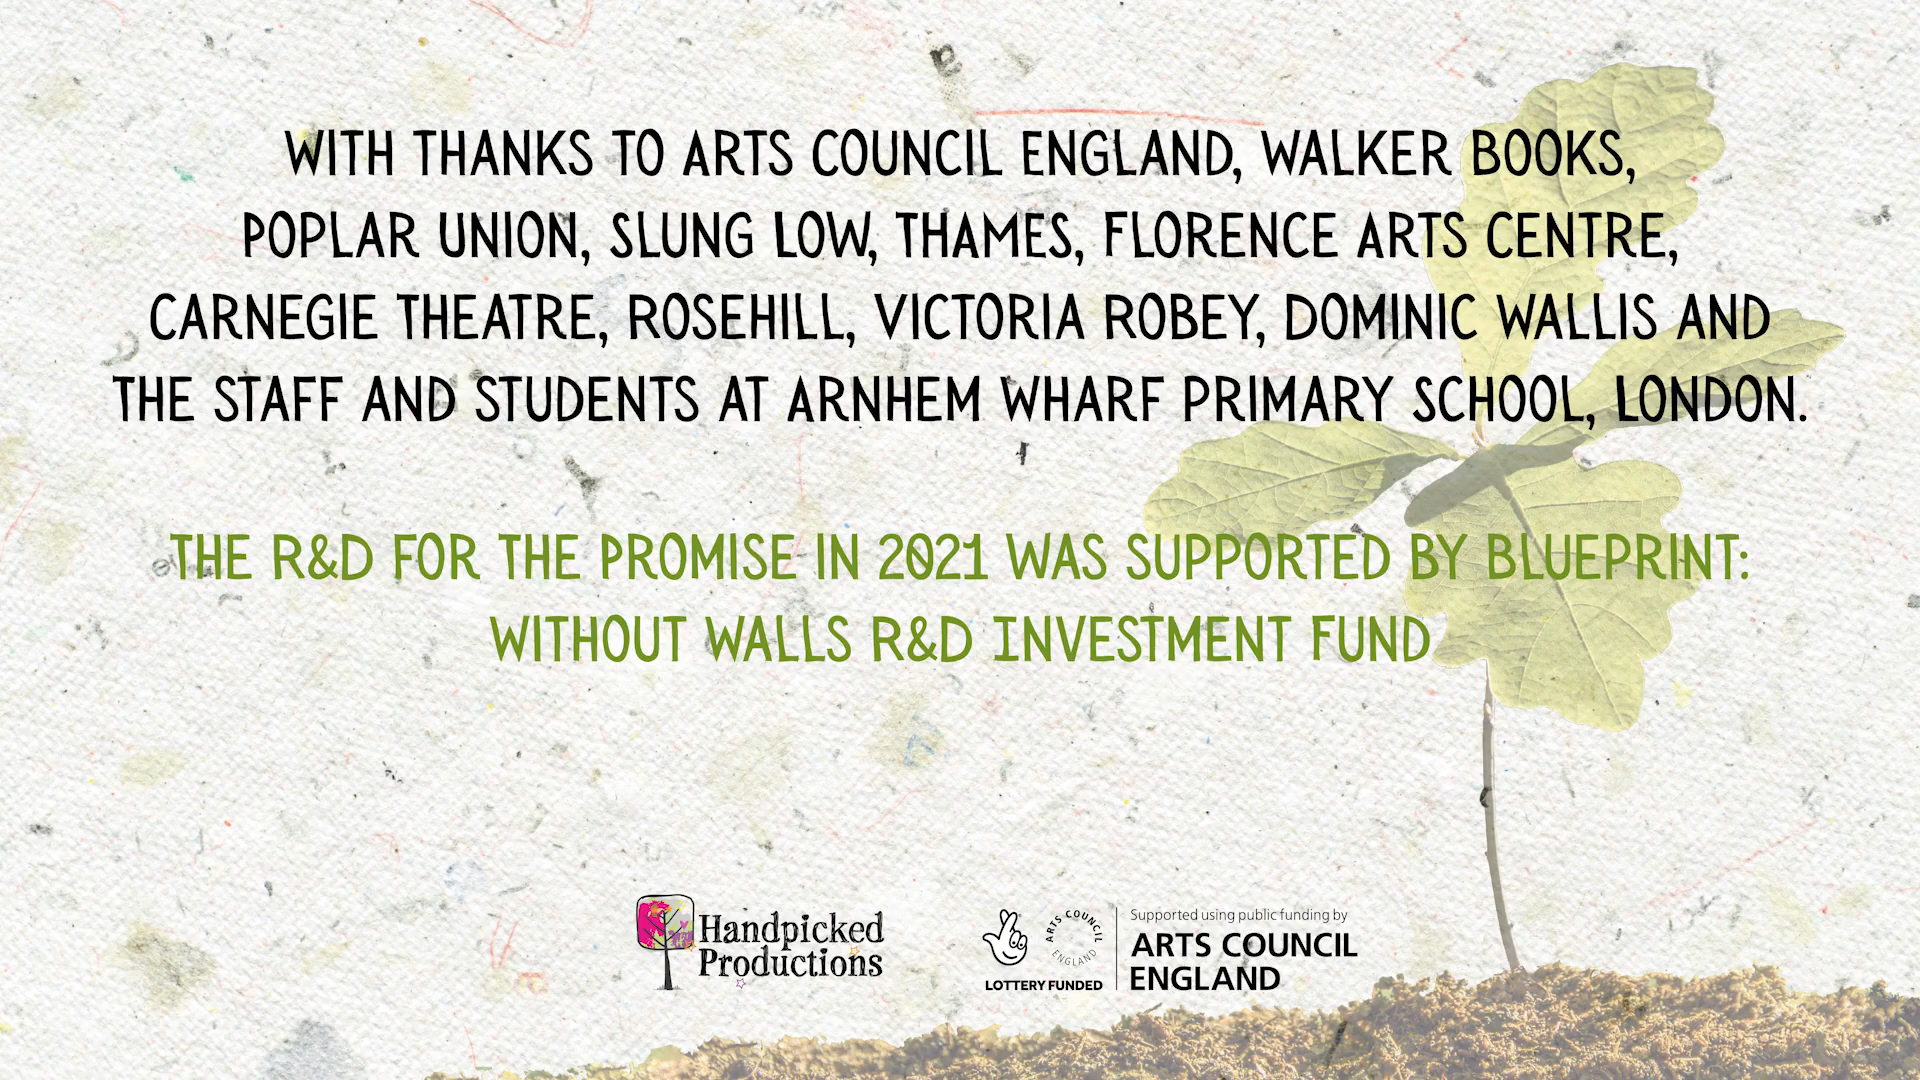 WITH THANKS TO ARTS COUNCIL ENGLAND, WALKER BOOKS,
POPLAR UNION, SLUNG LOW, THAMES, FLORENCE ARTS CENTRE,
CARNEGIE THEATRE, ROSEHILL, VICTORIA ROBEY, DOMINIC WALLIS AND
THE STAFF AND STUDENTS AT ARNHEM WHARF PRIMARY SCHOOL, LONDON.
THE R&D FOR THE PROMISE IN 2021 WAS SUPPORTED BY BLUEPRINT:
WITHOUT WALLS R&D INVESTMENT FUND
Handpicked
Productions
ARTS COUNCIL
ENGLAND
LOTTERY FUNDED
Supported using public funding by
ARTS COUNCIL
ENGLAND